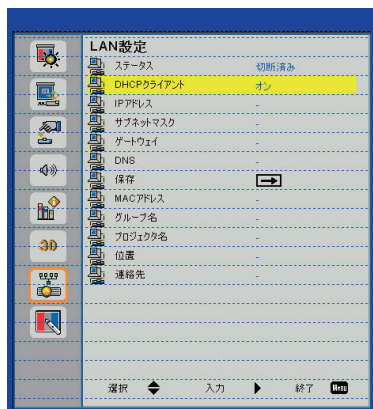 LAN設定
ステータス 切断済み
DHCPクライアント オン
IPアドレス -
サブネットマスク -
ゲートウェイ -
DNS -
保存
MACアドレス -
グループ名 -
プロジェクタ名 -
位置 -
連絡先 -
3D
選択 入力 終了 Menu